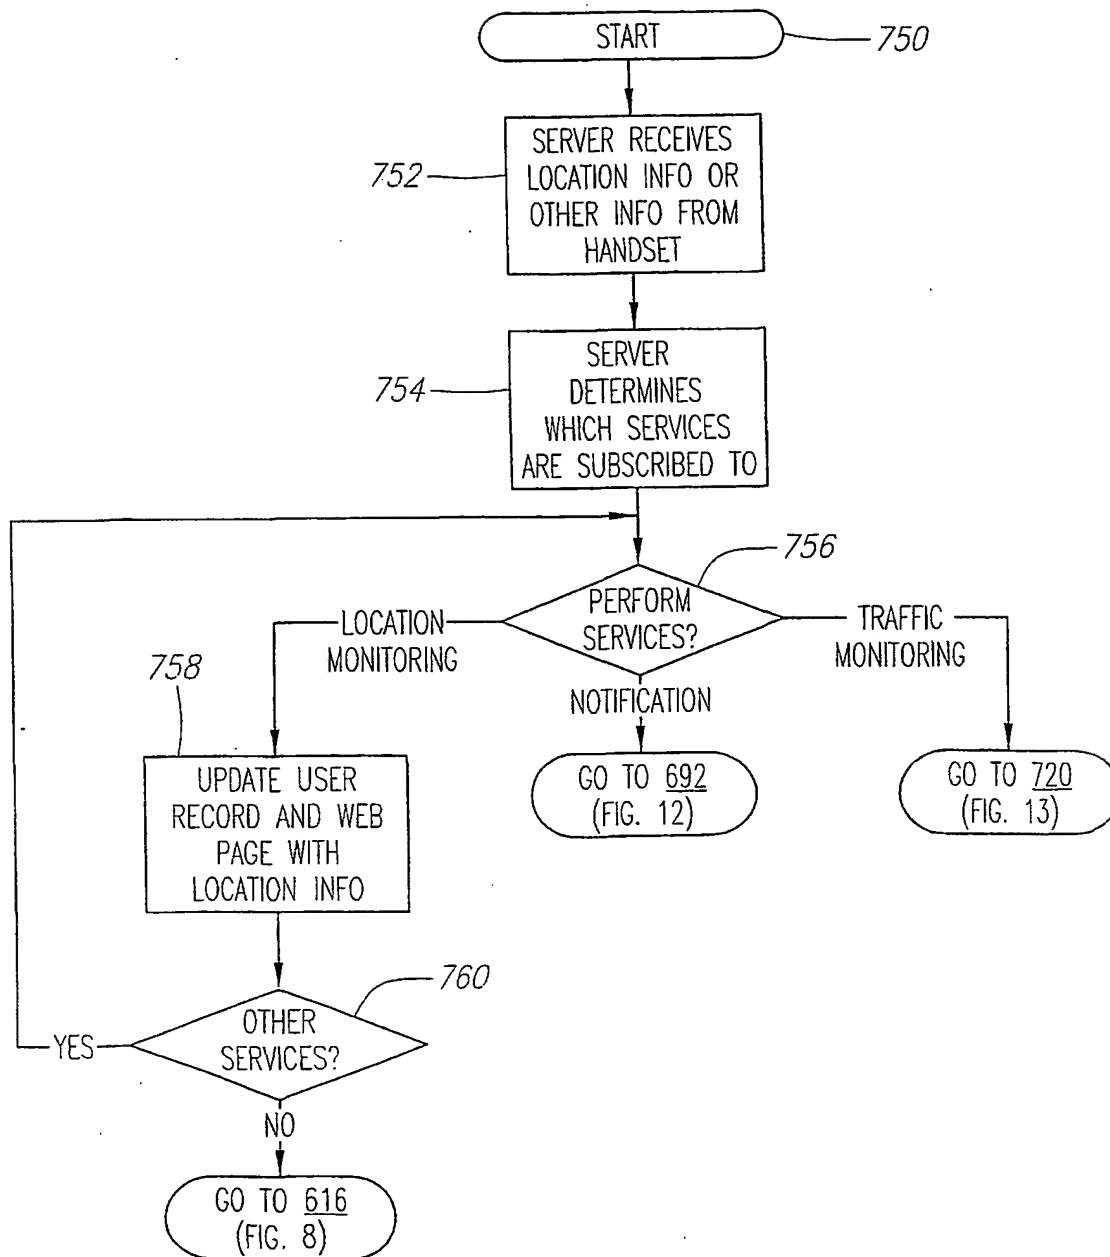 START
750
752
SERVER RECEIVES
LOCATION INFO OR
OTHER INFO FROM
HANDSET
754
SERVER
DETERMINES
WHICH SERVICES
ARE SUBSCRIBED TO
756
PERFORM
SERVICES?
LOCATION
MONITORING
TRAFFIC
MONITORING
NOTIFICATION
758
UPDATE USER
RECORD AND WEB
PAGE WITH
LOCATION INFO
GO TO 692
(FIG. 12)
GO TO 720
(FIG. 13)
760
OTHER
SERVICES?
YES
NO
GO TO 616
(FIG. 8)